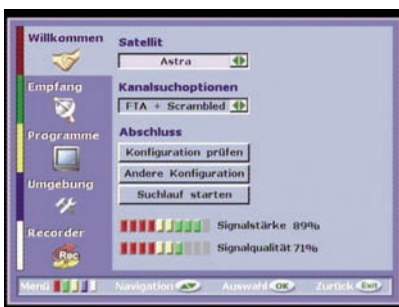 Willkommen
Satellit
Astra
Empfang
Kanalsuchoptionen
FTA + Scrambled
Programme
Abschluss
Konfiguration prüfen
Andere Konfiguration
Umgebung
Suchlauf starten
Signalstärke 89%
Recorder
Signalqualität 71%
Rec
Menü Navigation Auswahl OK Zurück Exit